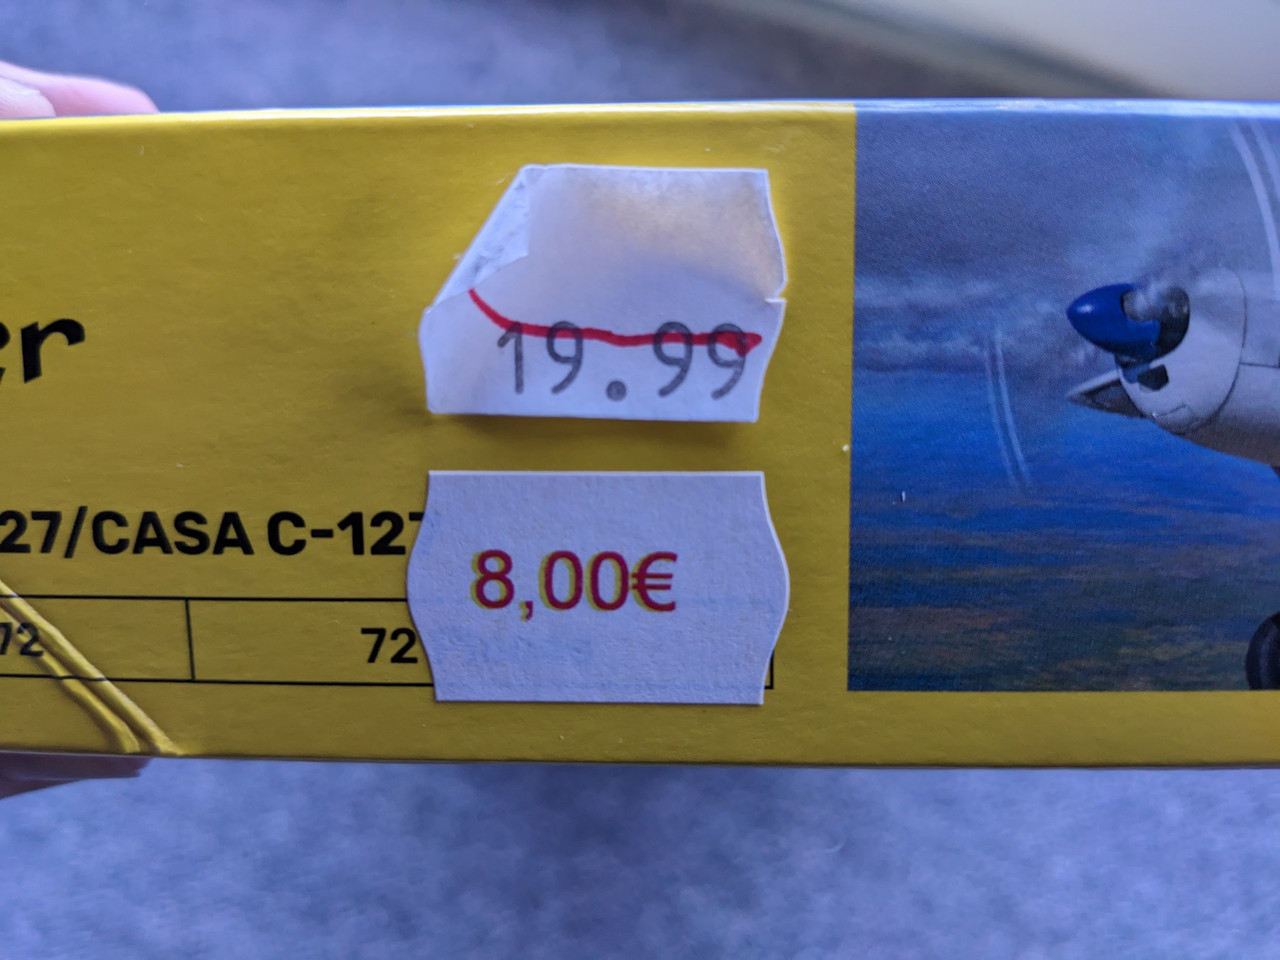 er
19.99
27/CASA C-127
8,00€
72
72